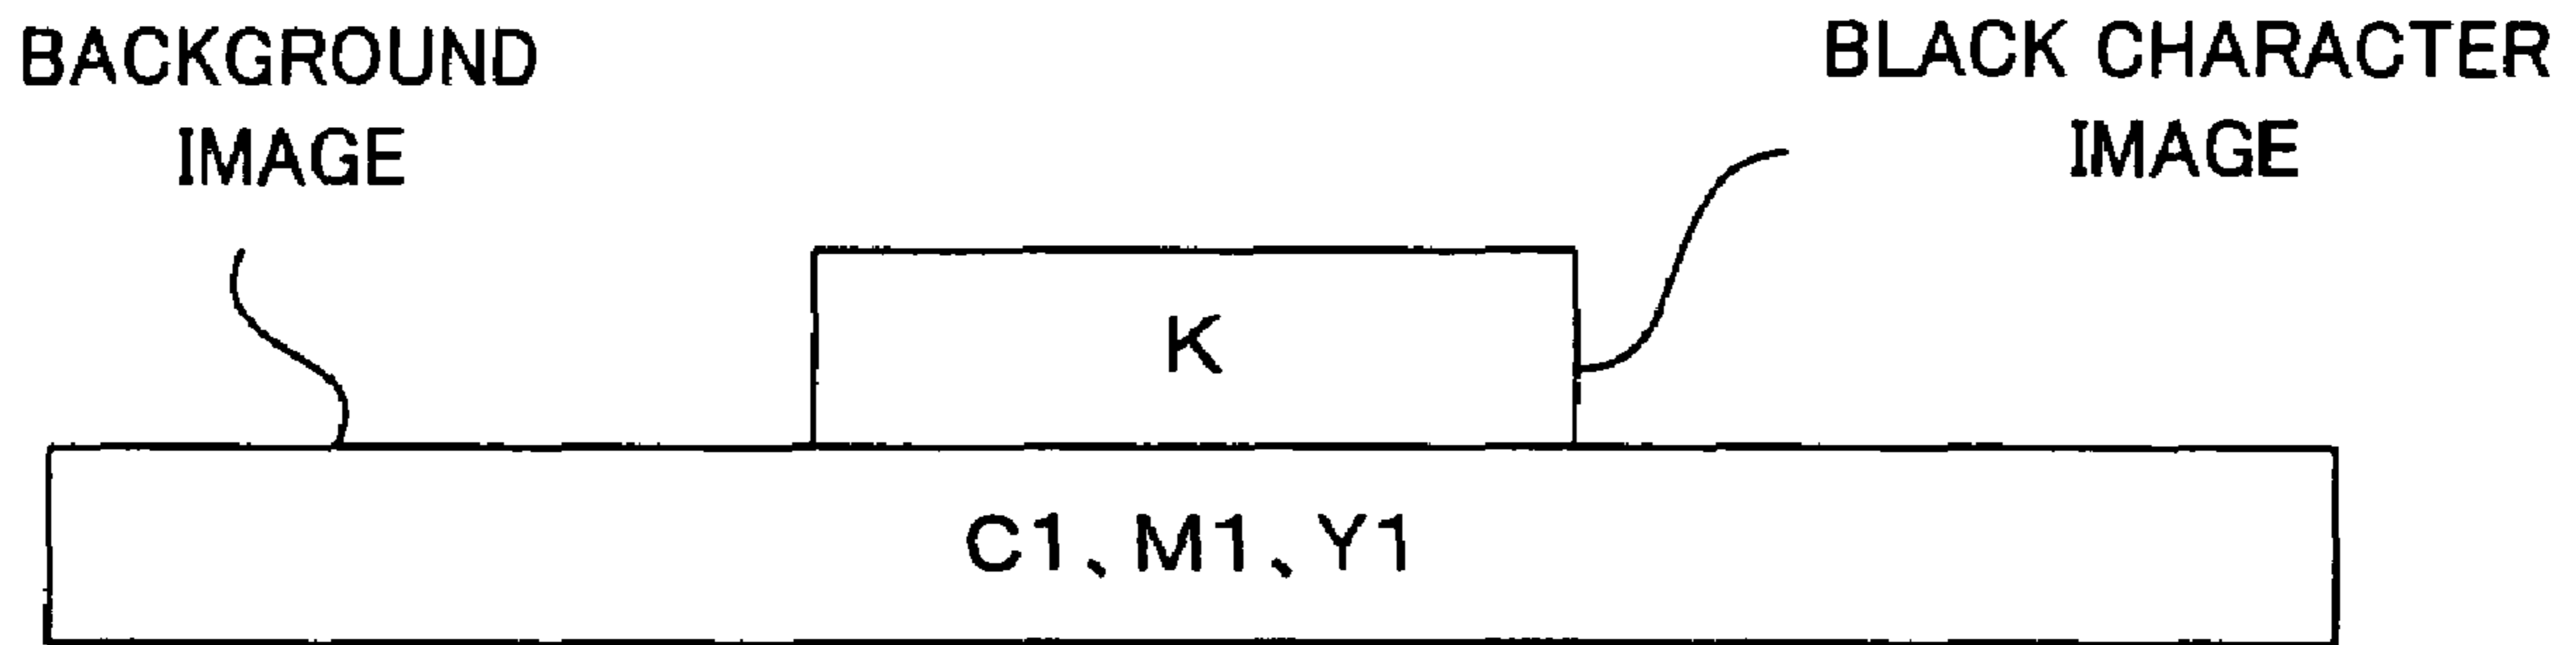 BACKGROUND
IMAGE
BLACK CHARACTER
IMAGE
K
C1、M1、Y1